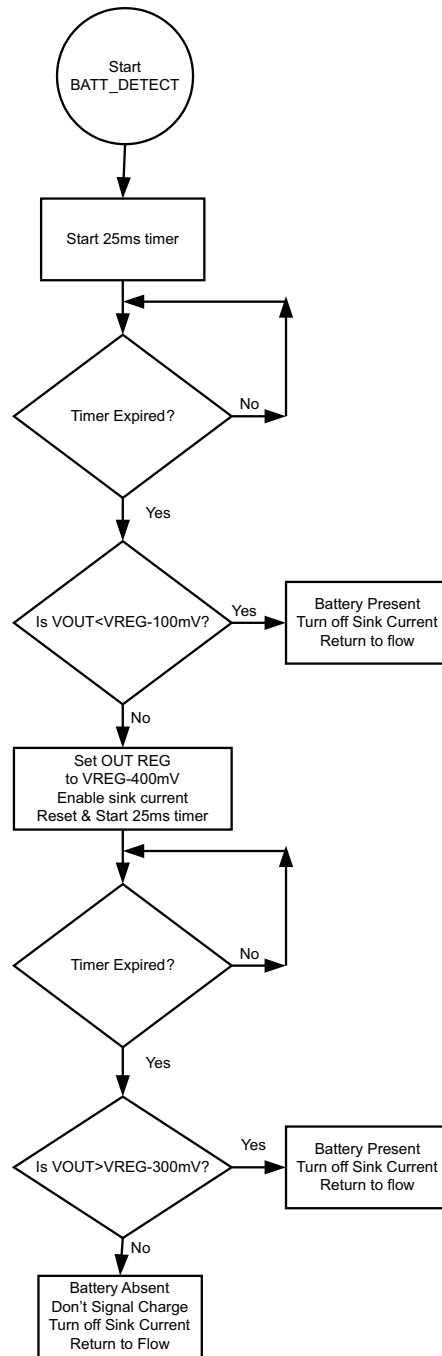 Start
BATT_DETECT
Start 25ms timer
Timer Expired?
No
Yes
Is VOUT<VREG-100mV?
Yes
Battery Present
Turn off Sink Current
Return to flow
No
Set OUT REG
to VREG-400mV
Enable sink current
Reset & Start 25ms timer
Timer Expired?
No
Yes
Is VOUT>VREG-300mV?
Yes
Battery Present
Turn off Sink Current
Return to flow
No
Battery Absent
Don't Signal Charge
Turn off Sink Current
Return to Flow